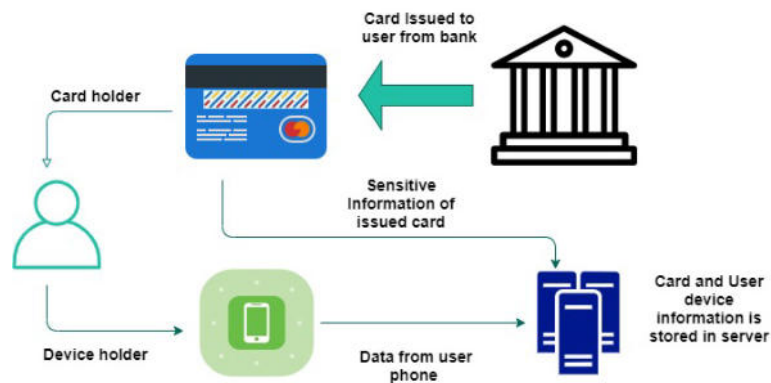 Card issued to
user from bank
Card holder
Sensitive
Information of
issued card
Card and User
device
information is
stored in server
Device holder
Data from user
phone